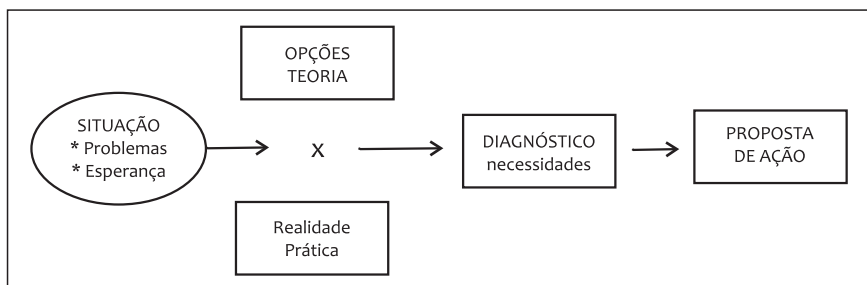 OPÇÕES
TEORIA
SITUAÇÃO
* Problemas
* Esperança
x
Realidade
Prática
DIAGNÓSTICO
necessidades
PROPOSTA
DE AÇÃO